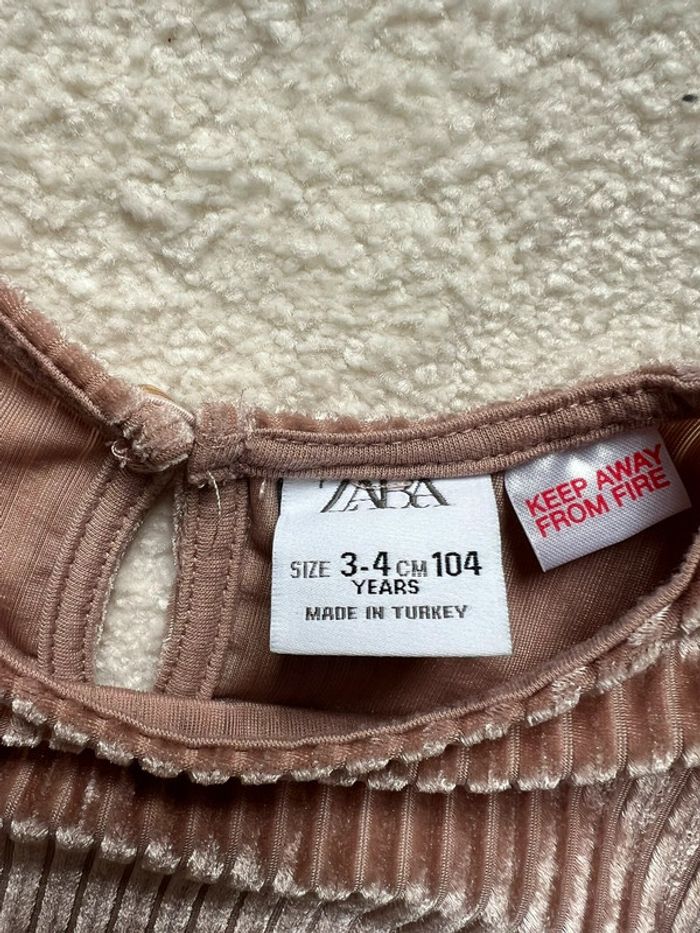 ZARA
SIZE 3-4 CM 104
YEARS
MADE IN TURKEY
KEEP AWAY
FROM FIRE